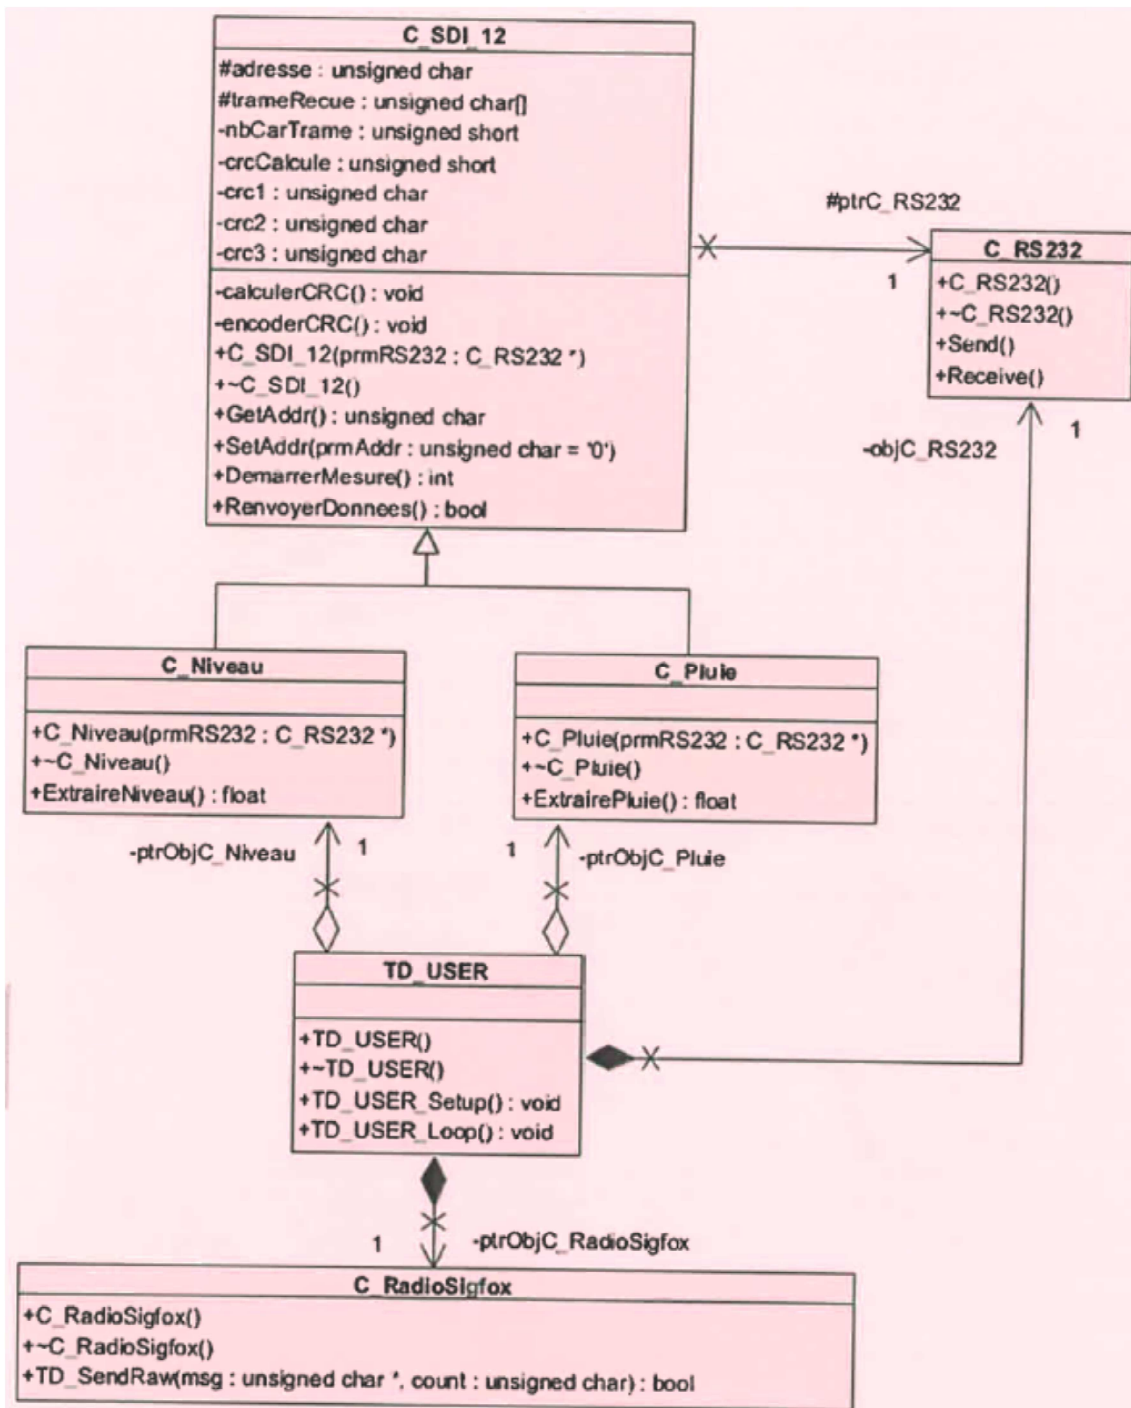 C_SDI_12
#adresse : unsigned char
#trameRecue : unsigned char[]
-nbCarTrame : unsigned short
-crcCalcule : unsigned short
-crc1 : unsigned char
-crc2 : unsigned char
-crc3 : unsigned char
-calculerCRC() : void
-encoderCRC() : void
+C_SDI_12(prmRS232 : C_RS232 *)
+~C_SDI_12()
+GetAddr() : unsigned char
+SetAddr(prmAddr : unsigned char = '0')
+DemarrerMesure() : int
+RenvoyerDonnees() : bool
#ptrC_RS232
1
C_RS232
+C_RS232()
+~C_RS232()
+Send()
+Receive()
1
-objC_RS232
C_Niveau
+C_Niveau(prmRS232 : C_RS232 *)
+~C_Niveau()
+ExtraireNiveau() : float
C_Pluie
+C_Pluie(prmRS232 : C_RS232 *)
+~C_Pluie()
+ExtrairePluie() : float
-ptrObjC_Niveau
1
1
-ptrObjC_Pluie
TD_USER
+TD_USER()
+~TD_USER()
+TD_USER_Setup() : void
+TD_USER_Loop() : void
1
-ptrObjC_RadioSigfox
C_RadioSigfox
+C_RadioSigfox()
+~C_RadioSigfox()
+TD_SendRaw(msg : unsigned char *, count : unsigned char) : bool